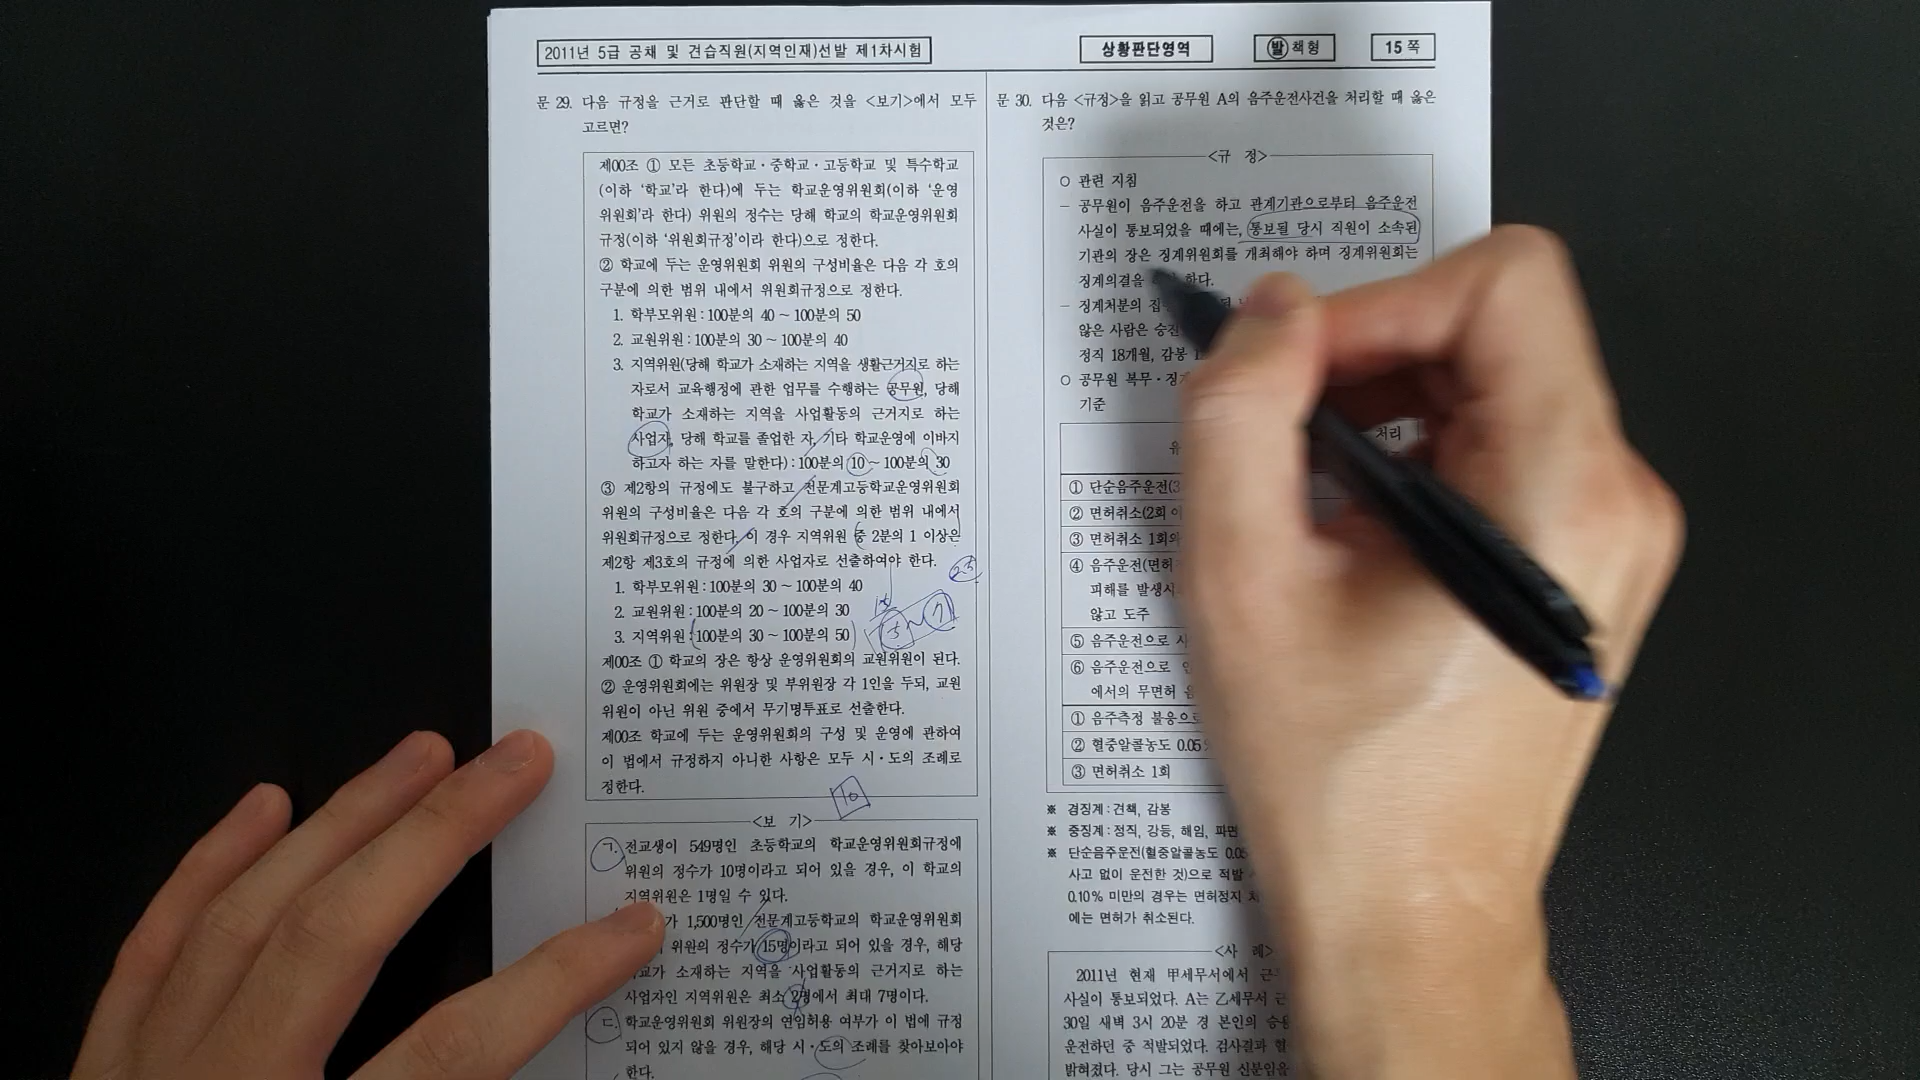 2011년 5급 공채 및 견습직원(지역인재)선발 제1차시험
상황판단영역
발 책형
15 쪽
문 29. 다음 규정을 근거로 판단할 때 옳은 것을 <보기>에서 모두
고르면?
제00조 ① 모든 초등학교·중학교·고등학교 및 특수학교
(이하 '학교'라 한다)에 두는 학교운영위원회(이하 '운영
위원회'라 한다) 위원의 정수는 당해 학교의 학교운영위원회
규정(이하 '위원회규정'이라 한다)으로 정한다.
② 학교에 두는 운영위원회 위원의 구성비율은 다음 각 호의
구분에 의한 범위 내에서 위원회규정으로 정한다.
1. 학부모위원 : 100분의 40 ~ 100분의 50
2. 교원위원 : 100분의 30 ~ 100분의 40
3. 지역위원(당해 학교가 소재하는 지역을 생활근거지로 하는
자로서 교육행정에 관한 업무를 수행하는 공무원, 당해
학교가 소재하는 지역을 사업활동의 근거지로 하는
사업자, 당해 학교를 졸업한 자, 기타 학교운영에 이바지
하고자 하는 자를 말한다) : 100분의 10 ~ 100분의 30
③ 제2항의 규정에도 불구하고 전문계고등학교운영위원회
위원의 구성비율은 다음 각 호의 구분에 의한 범위 내에서
위원회규정으로 정한다. 이 경우 지역위원 중 2분의 1 이상은
제2항 제3호의 규정에 의한 사업자로 선출하여야 한다.
1. 학부모위원 : 100분의 30 ~ 100분의 40
2. 교원위원 : 100분의 20 ~ 100분의 30
3. 지역위원 : 100분의 30 ~ 100분의 50
5 ~ 7
제00조 ① 학교의 장은 항상 운영위원회의 교원위원이 된다.
② 운영위원회에는 위원장 및 부위원장 각 1인을 두되, 교원
위원이 아닌 위원 중에서 무기명투표로 선출한다.
제00조 학교에 두는 운영위원회의 구성 및 운영에 관하여
이 법에서 규정하지 아니한 사항은 모두 시·도의 조례로
정한다.
10
<보 기>
ㄱ. 전교생이 549명인 초등학교의 학교운영위원회규정에
위원의 정수가 10명이라고 되어 있을 경우, 이 학교의
지역위원은 1명일 수 있다.
가 1,500명인 전문계고등학교의 학교운영위원회
위원의 정수가 15명이라고 되어 있을 경우, 해당
학교가 소재하는 지역을 사업활동의 근거지로 하는
사업자인 지역위원은 최소 2명에서 최대 7명이다.
ㄷ. 학교운영위원회 위원장의 연임허용 여부가 이 법에 규정
되어 있지 않을 경우, 해당 시·도의 조례를 찾아보아야
한다.
문 30. 다음 <규정>을 읽고 공무원 A의 음주운전사건을 처리할 때 옳은
것은?
<규 정>
○ 관련 지침
- 공무원이 음주운전을 하고 관계기관으로부터 음주운전
사실이 통보되었을 때에는, 통보될 당시 직원이 소속된
기관의 장은 징계위원회를 개최해야 하며 징계위원회는
징계의결을 한다.
- 징계처분의
않은 사람은
정직 18개월, 감봉
○ 공무원 복무·
기준
처리
① 단순음주운전(
② 면허취소(2회
③ 면허취소 1회와
④ 음주운전(면허
피해를
않고 도주
⑤ 음주운전으로
⑥ 음주운전으로
에서의 무면허
① 음주측정 불응으로
② 혈중알콜농도 0.05
③ 면허취소 1회
※ 경징계 : 견책, 감봉
※ 중징계 : 정직, 강등, 해임, 파면
※ 단순음주운전(혈중알콜농도 0.05
사고 없이 운전한 것)으로 적발
0.10% 미만의 경우는 면허정지
에는 면허가 취소된다.
<사 례>
2011년 현재 甲세무서에서
사실이 통보되었다. A는 乙세무서
30일 새벽 3시 20분 경 본인의
운전하던 중 적발되었다. 검사결과
밝혀졌다. 당시 그는 공무원 신분임을